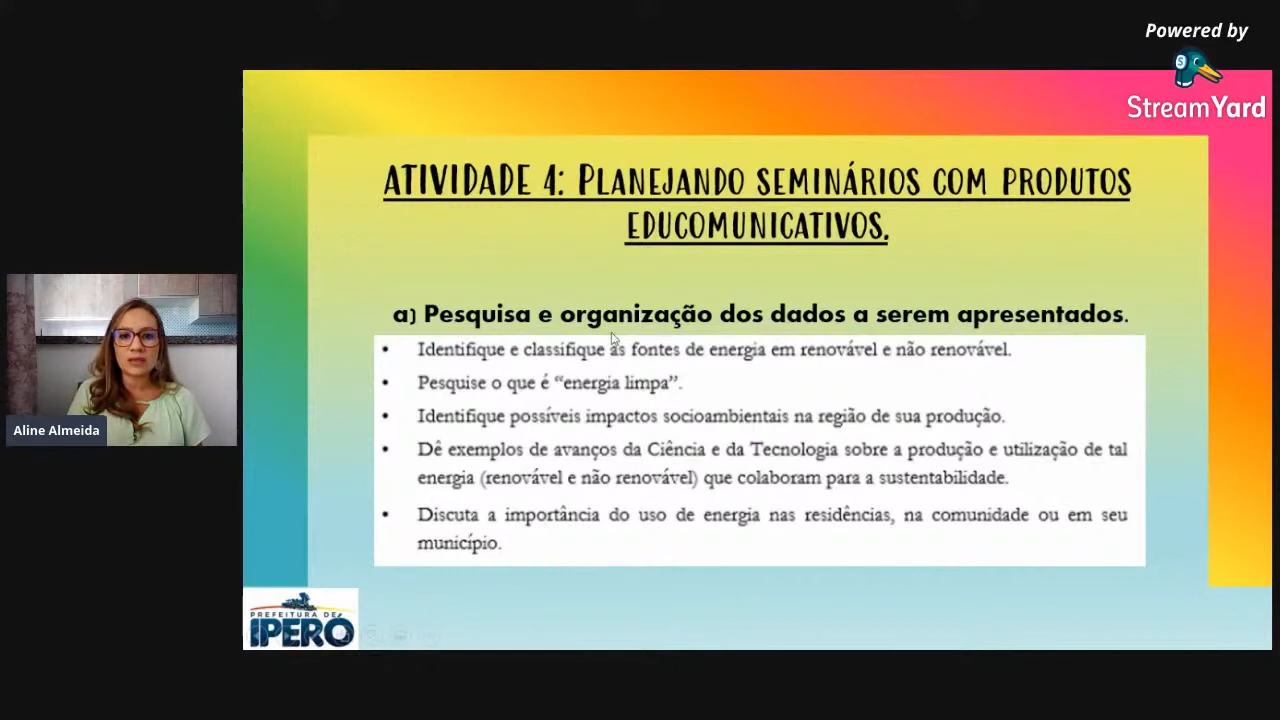 Powered by
StreamYard
ATIVIDADE 4: PLANEJANDO SEMINÁRIOS COM PRODUTOS
EDUCOMUNICATIVOS.
a) Pesquisa e organização dos dados a serem apresentados.
• Identifique e classifique as fontes de energia em renovável e não renovável.
• Pesquise o que é “energia limpa”.
• Identifique possíveis impactos socioambientais na região de sua produção.
• Dê exemplos de avanços da Ciência e da Tecnologia sobre a produção e utilização de tal
energia (renovável e não renovável) que colaboram para a sustentabilidade.
• Discuta a importância do uso de energia nas residências, na comunidade ou em seu
município.
Aline Almeida
PREFEITURA DE
IPERÓ